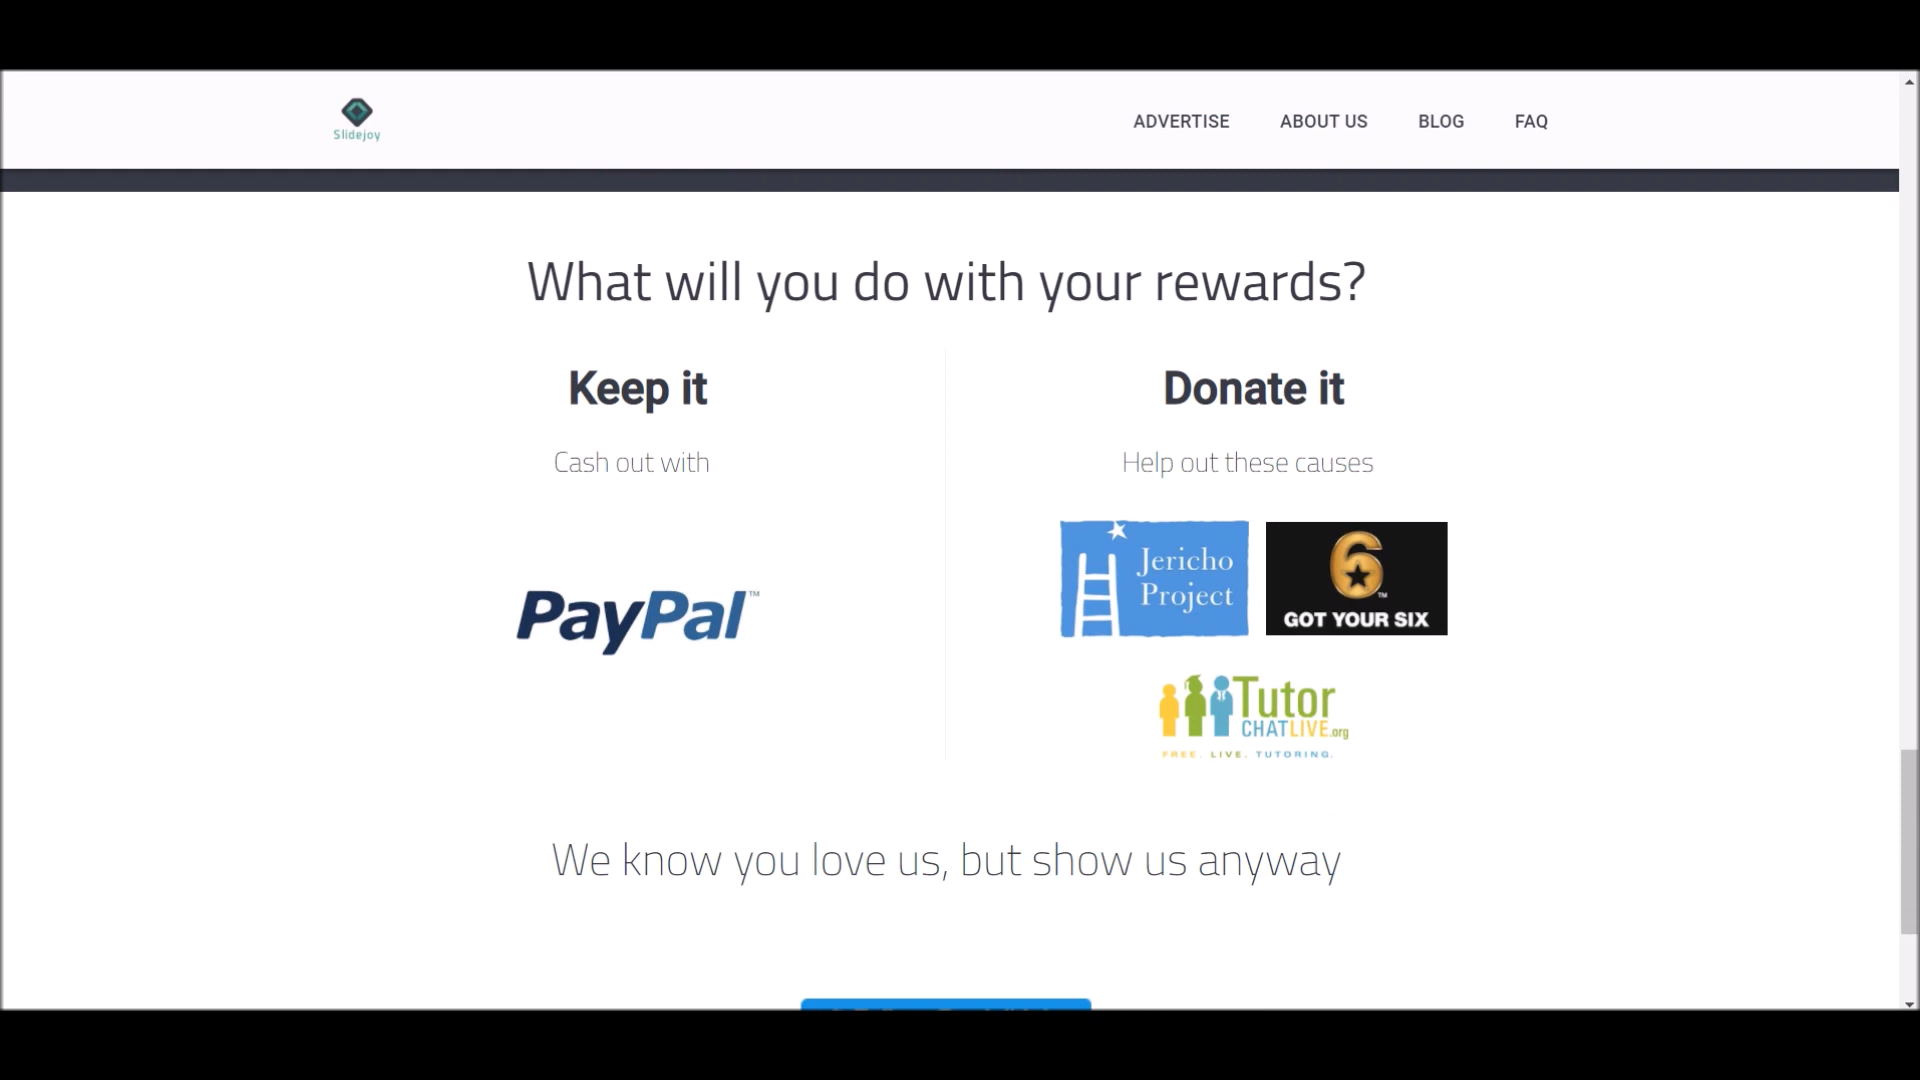 Slidejoy
ADVERTISE
ABOUT US
BLOG
FAQ
What will you do with your rewards?
Keep it
Cash out with
PayPal™
Donate it
Help out these causes
Jericho
Project
6™
GOT YOUR SIX
Tutor
CHATLIVE.org
FREE. LIVE. TUTORING.
We know you love us, but show us anyway